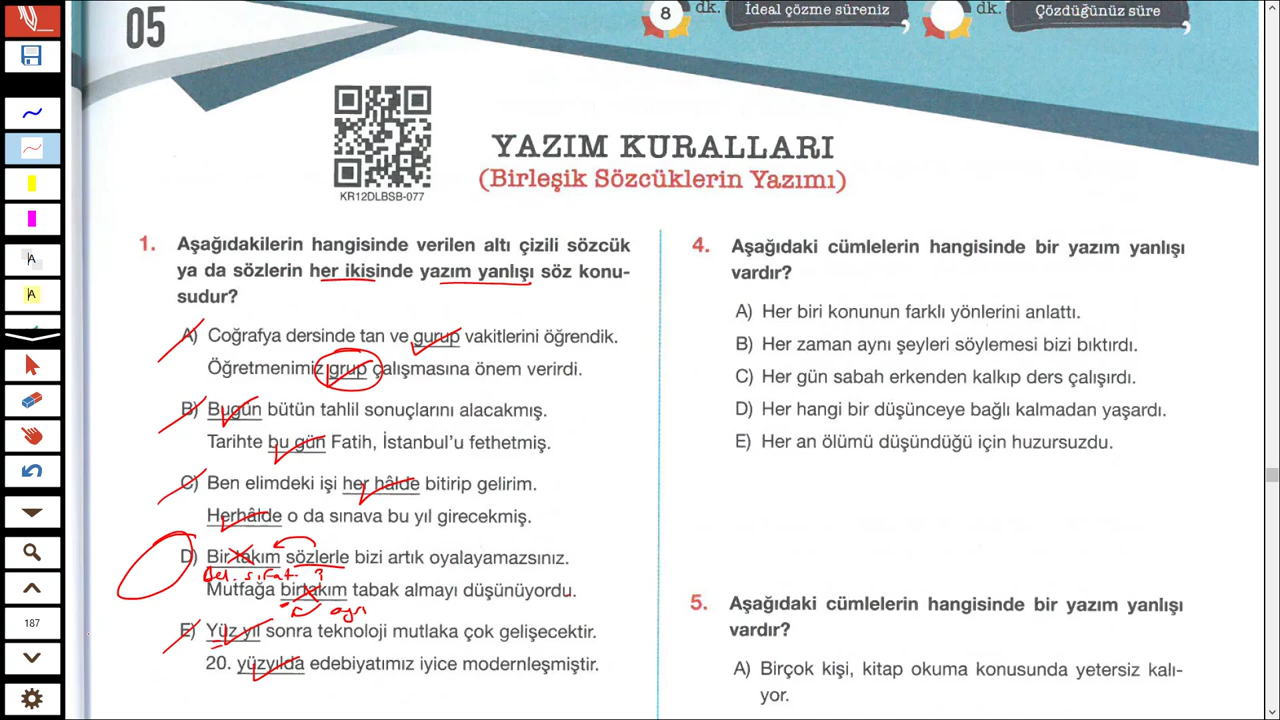 05
8 dk. İdeal çözme süreniz
dk. Çözdüğünüz süre
KR12DLBSB-077
YAZIM KURALLARI
(Birleşik Sözcüklerin Yazımı)
1. Aşağıdakilerin hangisinde verilen altı çizili sözcük
ya da sözlerin her ikisinde yazım yanlışı söz konu-
sudur?
A) Coğrafya dersinde tan ve gurup vakitlerini öğrendik.
Öğretmenimiz grup çalışmasına önem verirdi.
B) Bugün bütün tahlil sonuçlarını alacakmış.
Tarihte bu gün Fatih, İstanbul'u fethetmiş.
C) Ben elimdeki işi her hâlde bitirip gelirim.
Herhâlde o da sınava bu yıl girecekmiş.
D) Bir takım sözlerle bizi artık oyalayamazsınız.
Bel. sıfat
Mutfağa birtakım tabak almayı düşünüyordu.
ayrı
E) Yüz yıl sonra teknoloji mutlaka çok gelişecektir.
20. yüzyılda edebiyatımız iyice modernleşmiştir.
4. Aşağıdaki cümlelerin hangisinde bir yazım yanlışı
vardır?
A) Her biri konunun farklı yönlerini anlattı.
B) Her zaman aynı şeyleri söylemesi bizi bıktırdı.
C) Her gün sabah erkenden kalkıp ders çalışırdı.
D) Her hangi bir düşünceye bağlı kalmadan yaşardı.
E) Her an ölümü düşündüğü için huzursuzdu.
5. Aşağıdaki cümlelerin hangisinde bir yazım yanlışı
vardır?
A) Birçok kişi, kitap okuma konusunda yetersiz kalı-
yor.
A
A
187